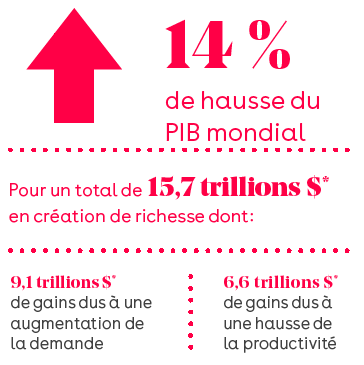 14 %
de hausse du
PIB mondial
Pour un total de 15,7 trillions $*
en création de richesse dont:
9,1 trillions $*
de gains dus à une
augmentation de
la demande
6,6 trillions $*
de gains dus à
une hausse de
la productivité